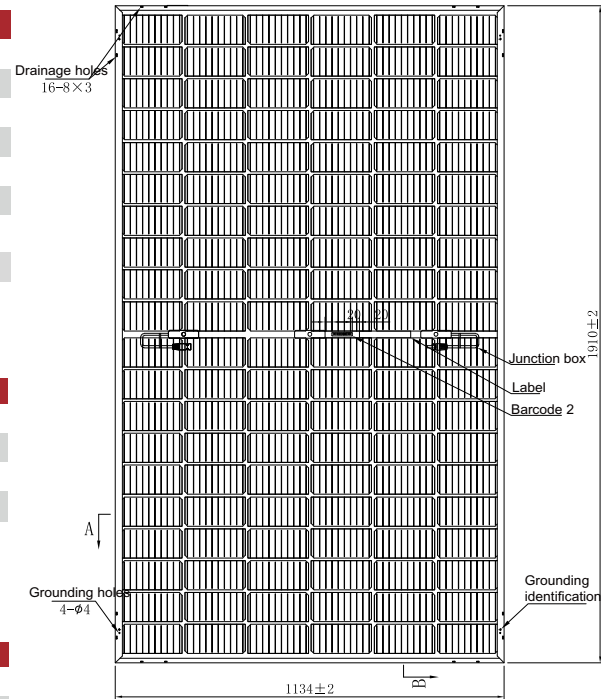 Drainage holes
16-8×3
20 20
1910±2
Junction box
Label
Barcode 2
A
Grounding holes
4-φ4
Grounding
identification
B
1134±2